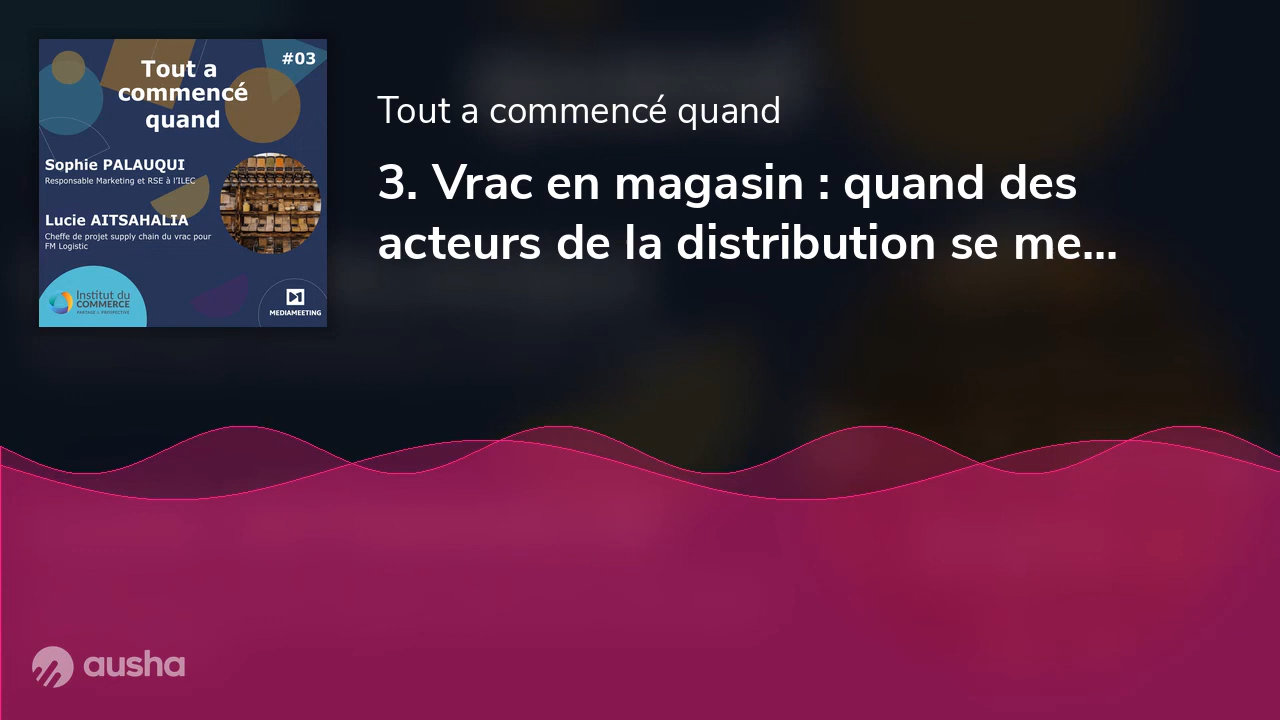 #03
Tout a
commencé
quand
Sophie PALAUQUI
Responsable Marketing et RSE à l'ILEC
Lucie AITSAHALIA
Cheffe de projet supply chain du vrac pour
FM Logistic
Institut du
COMMERCE
PARTAGE & PROSPECTIVE
MEDIAMEETING
Tout a commencé quand
3. Vrac en magasin : quand des
acteurs de la distribution se me...
ausha